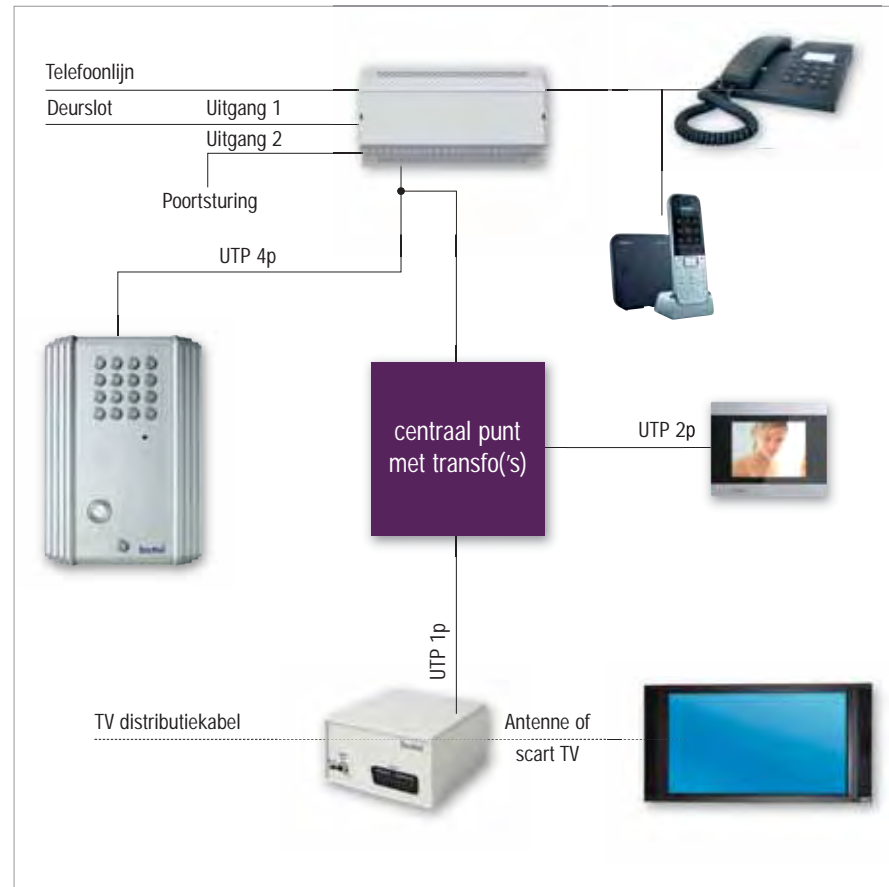 Telefoonlijn
Deurslot Uitgang 1
Uitgang 2
Poortsturing
UTP 4p
centraal punt
met transfo('s)
UTP 2p
UTP 1p
TV distributiekabel
Antenne of
scart TV